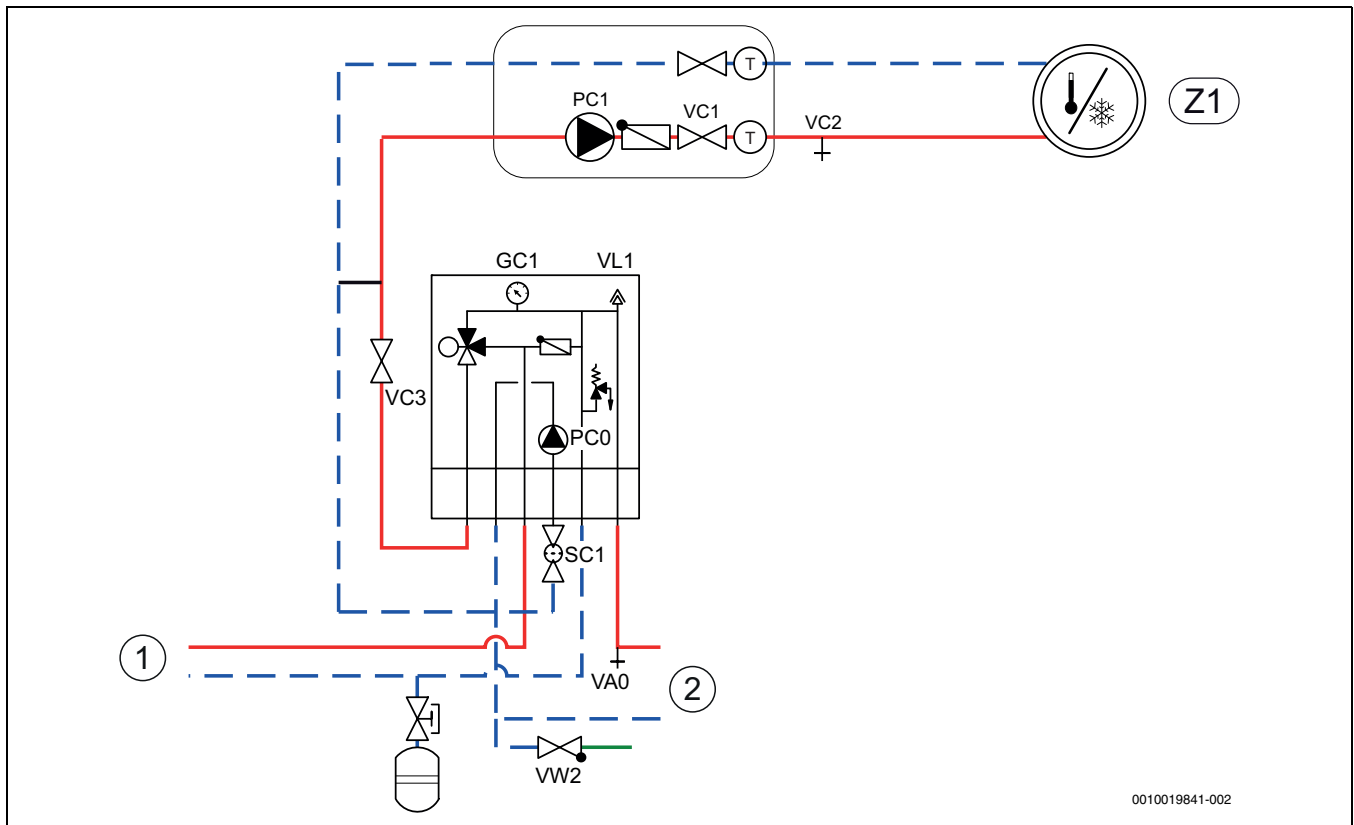 T
PC1
VC1
T
VC2
Z1
GC1
VL1
VC3
PC0
SC1
1
VA0
2
VW2
0010019841-002